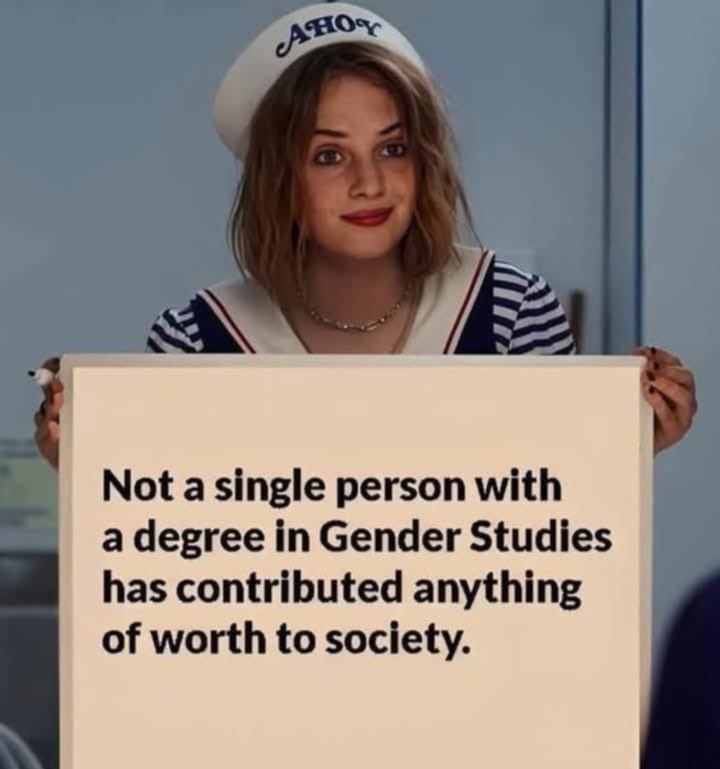 AHOY
Not a single person with
a degree in Gender Studies
has contributed anything
of worth to society.